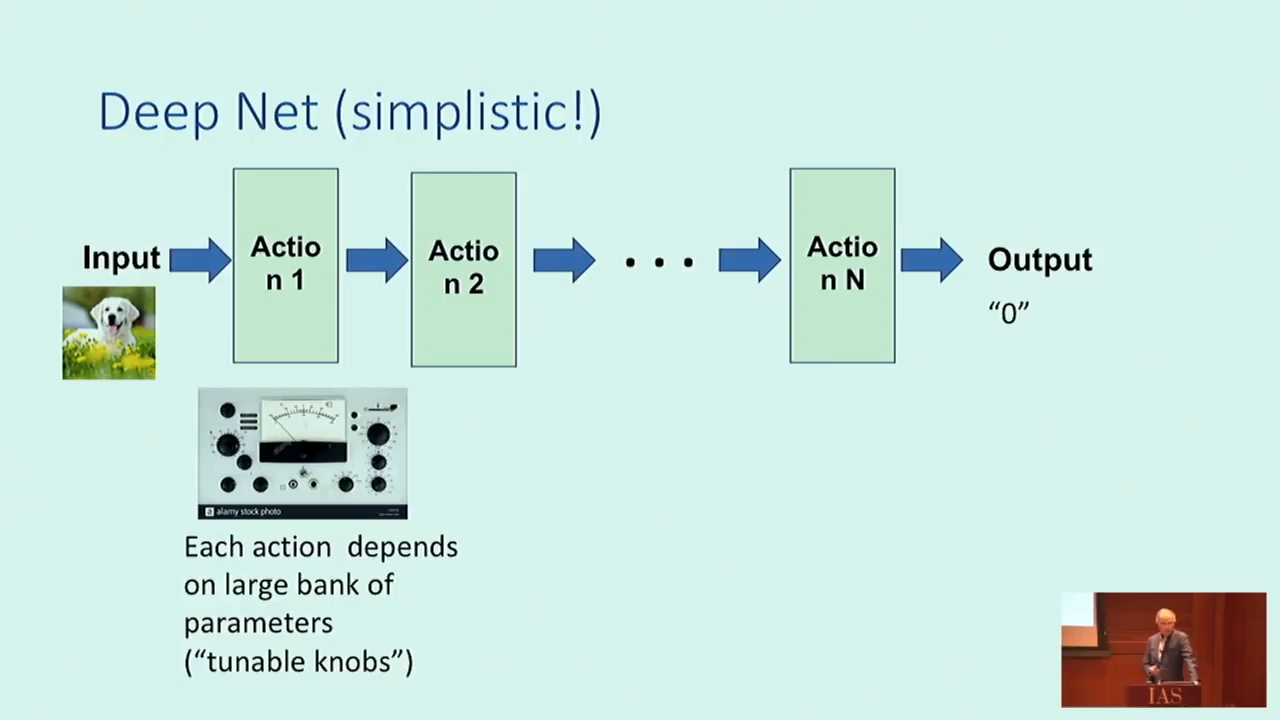 Deep Net (simplistic!)
Input
Actio
n 1
Actio
n 2
. . .
Actio
n N
Output
“0”
alamy stock photo
Each action  depends
on large bank of
parameters
(“tunable knobs”)
IAS